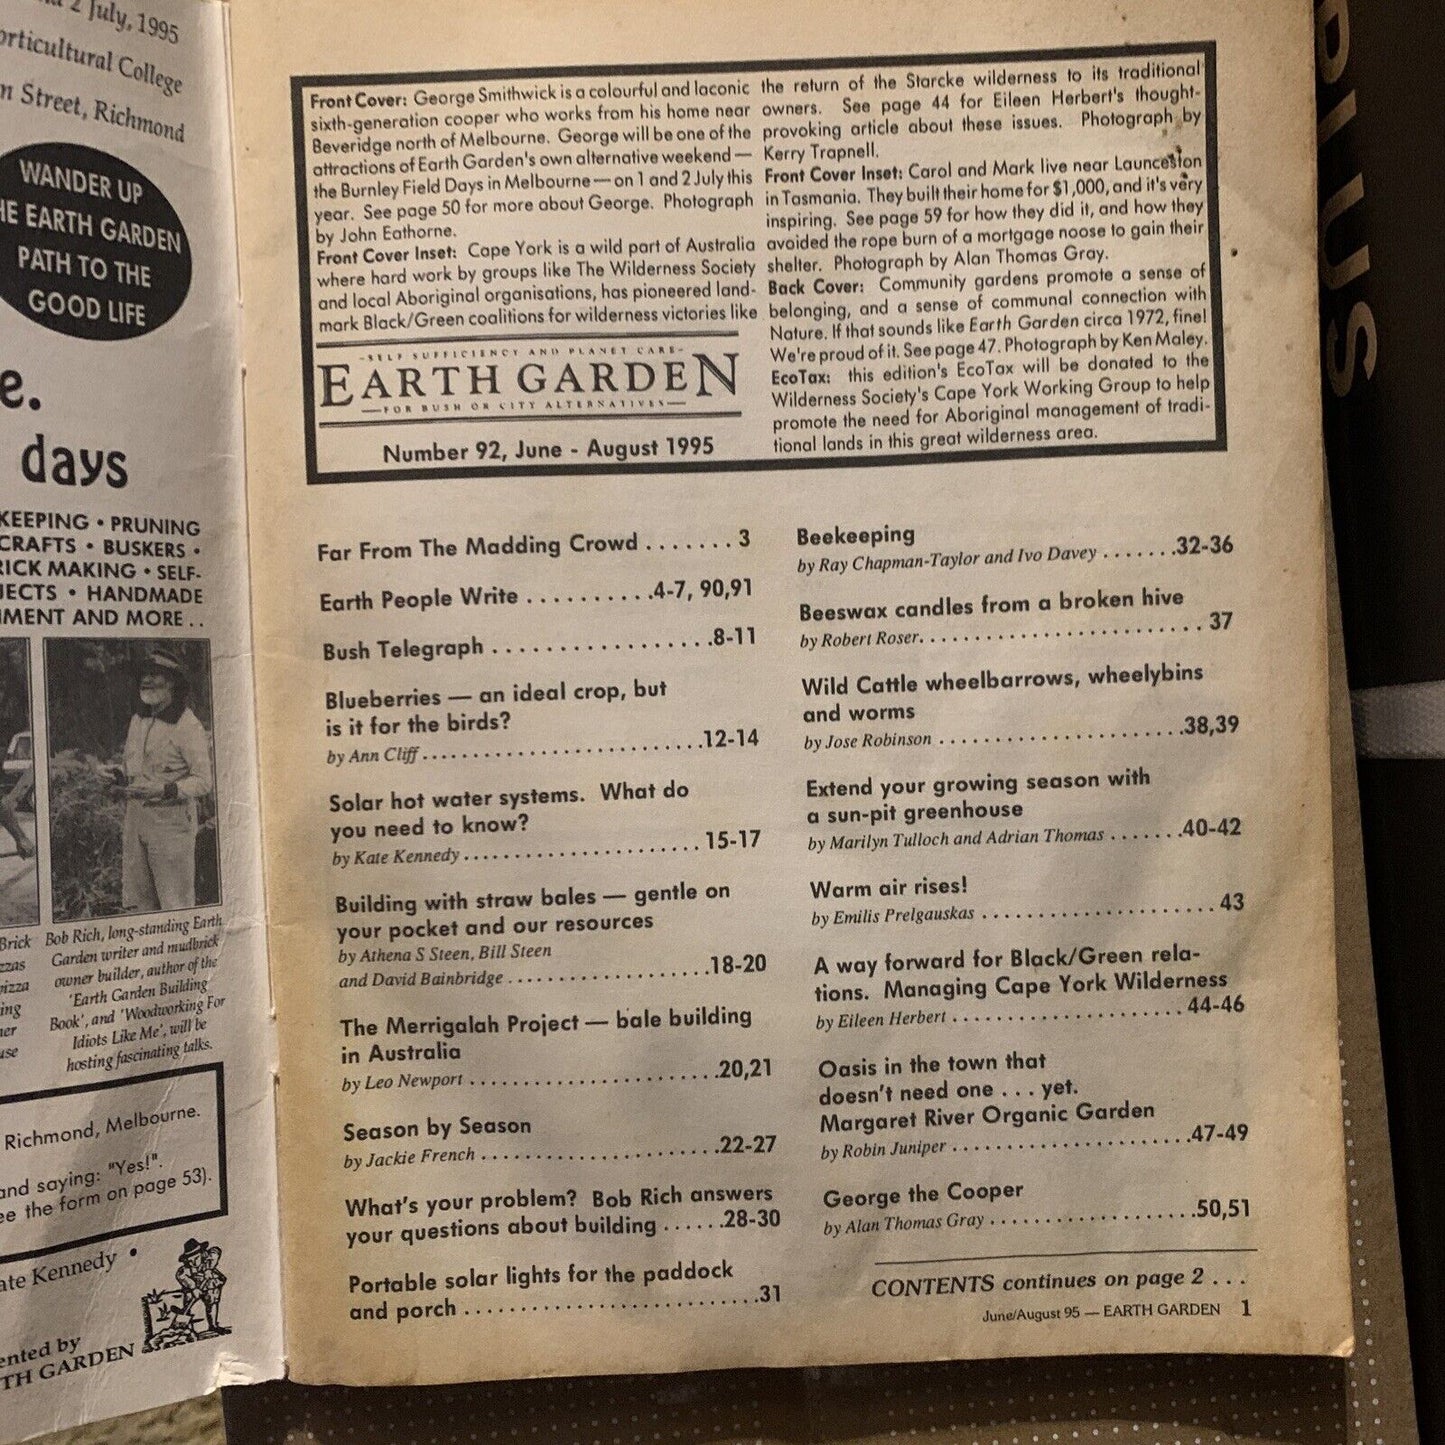 2 July, 1995
orticultural College
n Street, Richmond
WANDER UP
HE EARTH GARDEN
PATH TO THE
GOOD LIFE
e.
days
KEEPING • PRUNING
CRAFTS • BUSKERS •
RICK MAKING • SELF-
JECTS • HANDMADE
NMENT AND MORE . .
Brick
zzas
pizza
ing
ner
use
Bob Rich, long-standing Earth
Garden writer and mudbrick
owner builder, author of the
'Earth Garden Building
Book', and 'Woodworking For
Idiots Like Me', will be
hosting fascinating talks.
Richmond, Melbourne.
and saying: "Yes!".
ee the form on page 53).
ate Kennedy •
ented by
TH GARDEN
Front Cover: George Smithwick is a colourful and laconic
sixth-generation cooper who works from his home near
Beveridge north of Melbourne. George will be one of the
attractions of Earth Garden's own alternative weekend —
the Burnley Field Days in Melbourne — on 1 and 2 July this
year. See page 50 for more about George. Photograph
by John Eathorne.
Front Cover Inset: Cape York is a wild part of Australia
where hard work by groups like The Wilderness Society
and local Aboriginal organisations, has pioneered land-
mark Black/Green coalitions for wilderness victories like
the return of the Starcke wilderness to its traditional
owners. See page 44 for Eileen Herbert's thought-
provoking article about these issues. Photograph by
Kerry Trapnell.
Front Cover Inset: Carol and Mark live near Launceston
in Tasmania. They built their home for $1,000, and it's very
inspiring. See page 59 for how they did it, and how they
avoided the rope burn of a mortgage noose to gain their
shelter. Photograph by Alan Thomas Gray.
Back Cover: Community gardens promote a sense of
belonging, and a sense of communal connection with
Nature. If that sounds like Earth Garden circa 1972, fine!
We're proud of it. See page 47. Photograph by Ken Maley.
EcoTax: this edition's EcoTax will be donated to the
Wilderness Society's Cape York Working Group to help
promote the need for Aboriginal management of tradi-
tional lands in this great wilderness area.
-SELF SUFFICIENCY AND PLANET CARE-
EARTH GARDEN
—FOR BUSH OR CITY ALTERNATIVES—
Number 92, June - August 1995
Far From The Madding Crowd . . . . . . . 3
Earth People Write . . . . . . . . . .4-7, 90,91
Bush Telegraph . . . . . . . . . . . . . . . . .8-11
Blueberries — an ideal crop, but
is it for the birds?
by Ann Cliff . . . . . . . . . . . . . . . . . . . . . .12-14
Solar hot water systems. What do
you need to know?
by Kate Kennedy . . . . . . . . . . . . . . . . . . . 15-17
Building with straw bales — gentle on
your pocket and our resources
by Athena S Steen, Bill Steen
and David Bainbridge . . . . . . . . . . . . . . . .18-20
The Merrigalah Project — bale building
in Australia
by Leo Newport . . . . . . . . . . . . . . . . . . . .20,21
Season by Season
by Jackie French . . . . . . . . . . . . . . . . . . .22-27
What's your problem? Bob Rich answers
your questions about building . . . . . .28-30
Portable solar lights for the paddock
and porch . . . . . . . . . . . . . . . . . . . . . . .31
Beekeeping
by Ray Chapman-Taylor and Ivo Davey . . . . . . .32-36
Beeswax candles from a broken hive
by Robert Roser. . . . . . . . . . . . . . . . . . . . . . . 37
Wild Cattle wheelbarrows, wheelybins
and worms
by Jose Robinson . . . . . . . . . . . . . . . . . . . .38,39
Extend your growing season with
a sun-pit greenhouse
by Marilyn Tulloch and Adrian Thomas . . . . . . .40-42
Warm air rises!
by Emilis Prelgauskas . . . . . . . . . . . . . . . . . . . 43
A way forward for Black/Green rela-
tions. Managing Cape York Wilderness
by Eileen Herbert . . . . . . . . . . . . . . . . . . . 44-46
Oasis in the town that
doesn't need one . . . yet.
Margaret River Organic Garden
by Robin Juniper . . . . . . . . . . . . . . . . . . . .47-49
George the Cooper
by Alan Thomas Gray . . . . . . . . . . . . . . . . .50,51
CONTENTS continues on page 2 . . .
June/August 95 — EARTH GARDEN 1